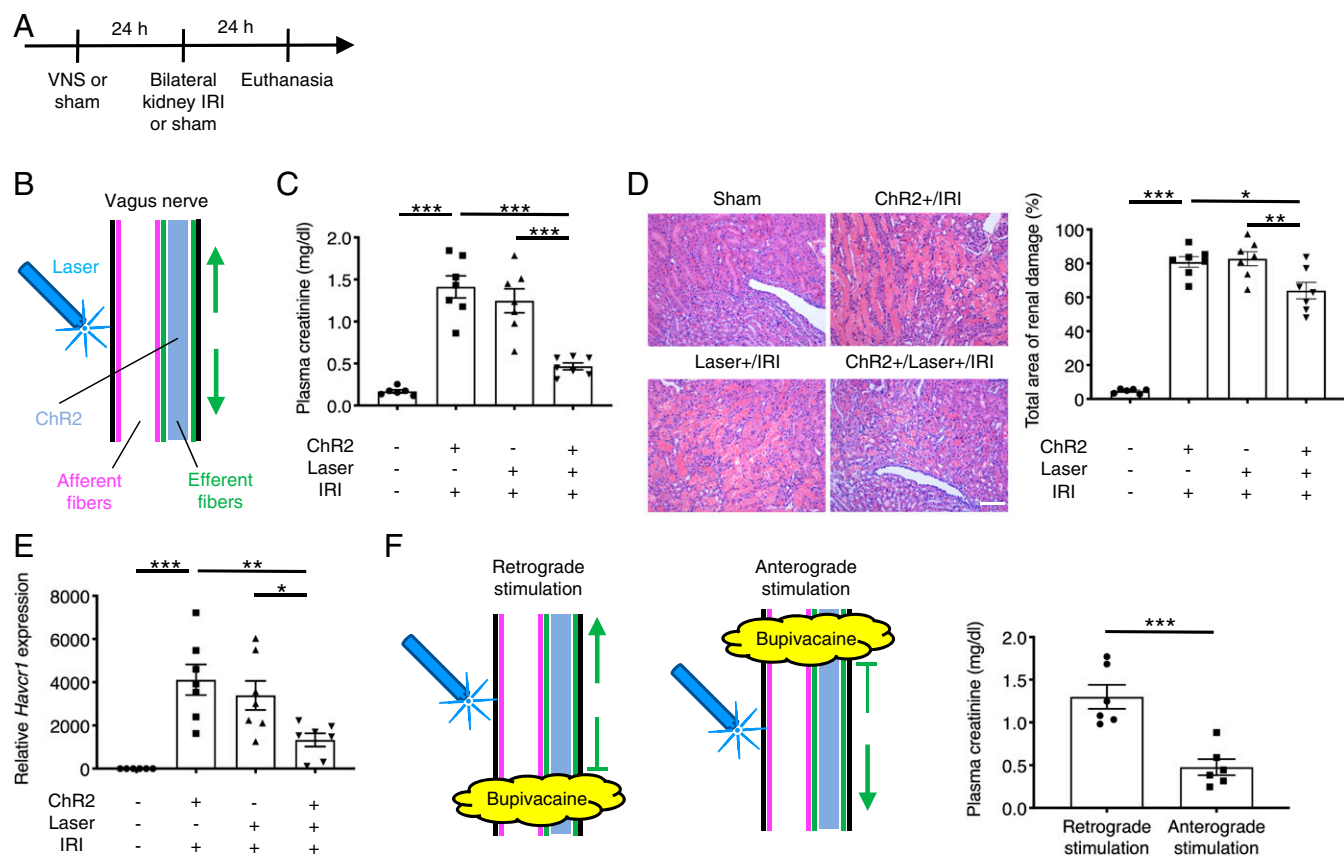 A
24 h
24 h
VNS or
sham
Bilateral
kidney IRI
or sham
Euthanasia
B
Vagus nerve
Laser
ChR2
Afferent
fibers
Efferent
fibers
C
Plasma creatinine (mg/dl)
2.0
1.5
1.0
0.5
0.0
***
***
***
ChR2 - + - +
Laser - - + +
IRI - + + +
D
Sham
ChR2+/IRI
Laser+/IRI
ChR2+/Laser+/IRI
Total area of renal damage (%)
100
80
60
40
20
0
***
*
**
ChR2 - + - +
Laser - - + +
IRI - + + +
E
Relative Havcr1 expression
8000
6000
4000
2000
0
***
**
*
ChR2 - + - +
Laser - - + +
IRI - + + +
F
Retrograde
stimulation
Bupivacaine
Anterograde
stimulation
Bupivacaine
Plasma creatinine (mg/dl)
2.0
1.5
1.0
0.5
0.0
***
Retrograde
stimulation
Anterograde
stimulation